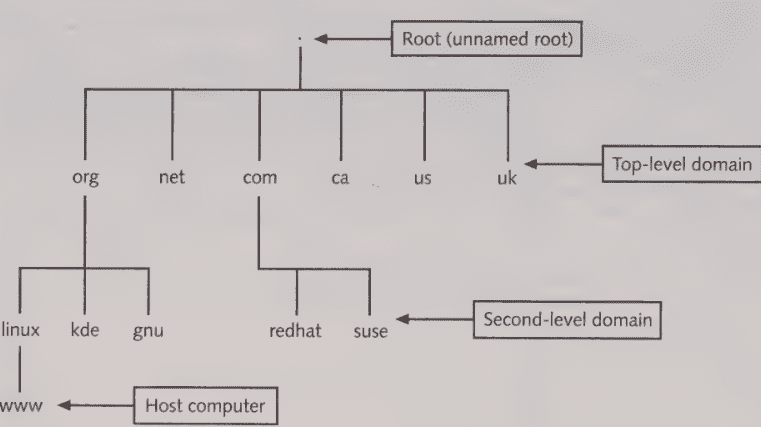 .
Root (unnamed root)
org net com ca us uk
Top-level domain
linux kde gnu redhat suse
Second-level domain
www
Host computer